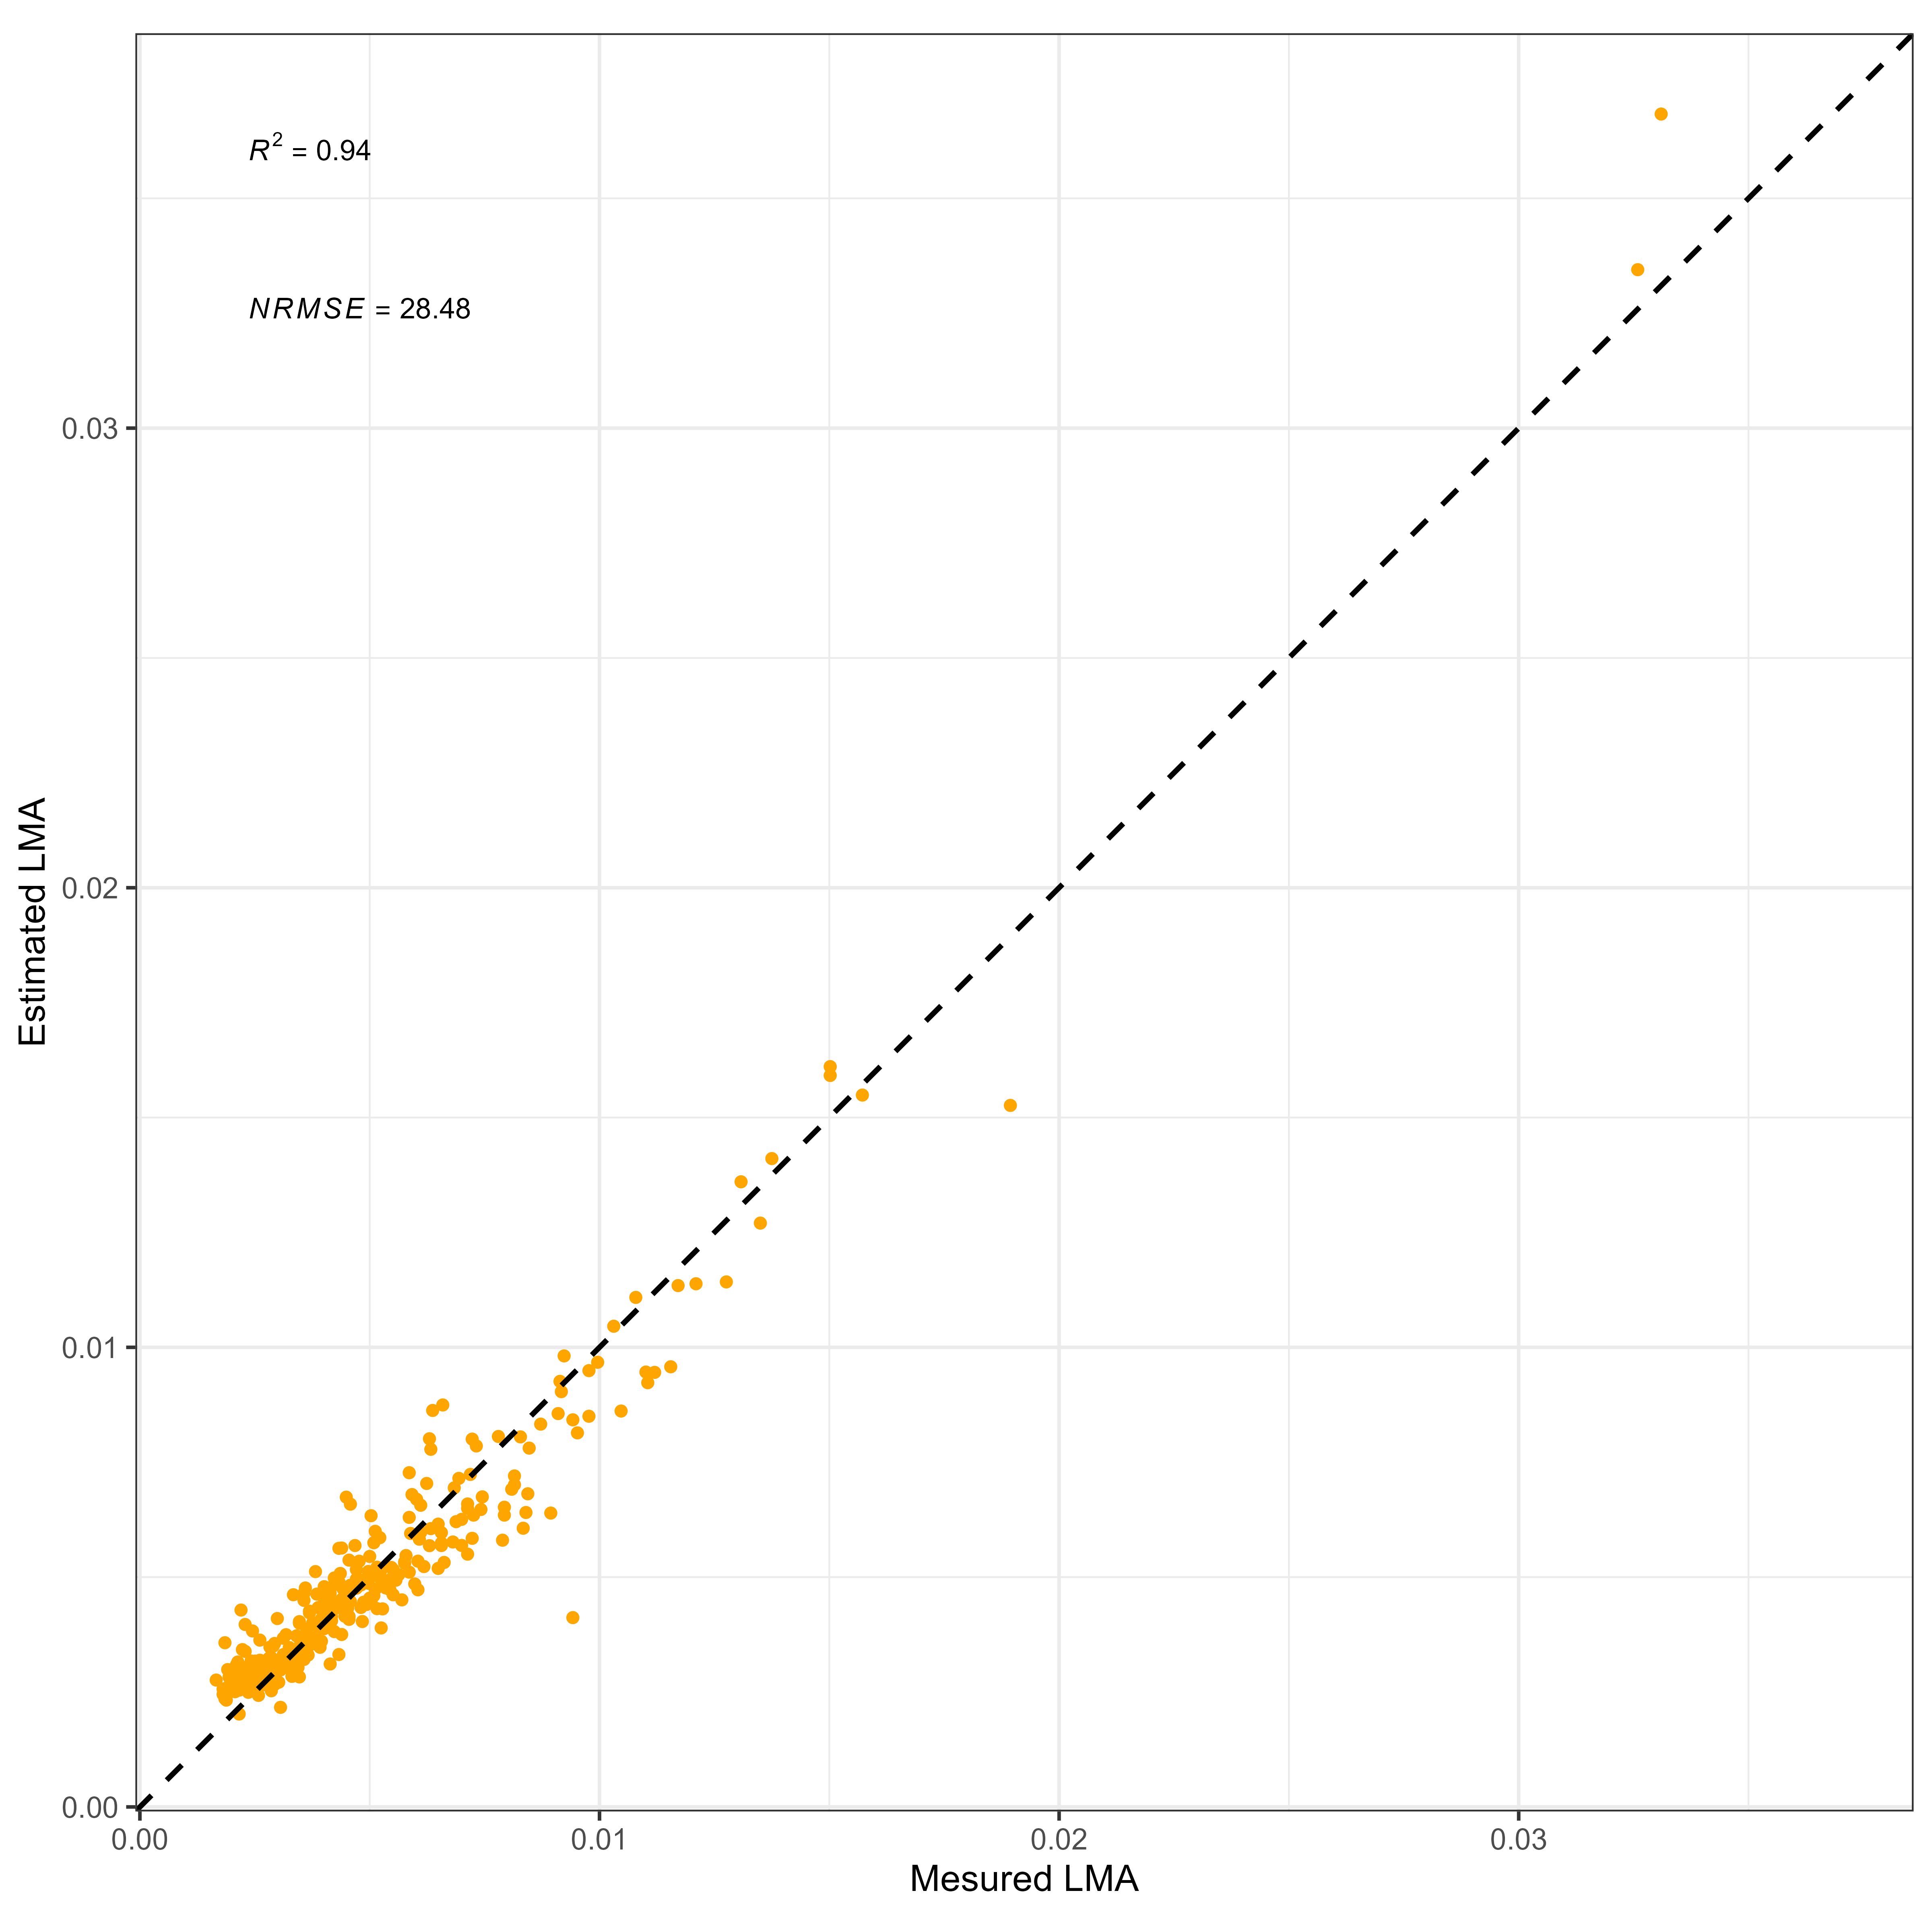 R² = 0.94
NRMSE = 28.48
Estimated LMA
0.03
0.02
0.01
0.00
0.00 0.01 0.02 0.03
Mesured LMA